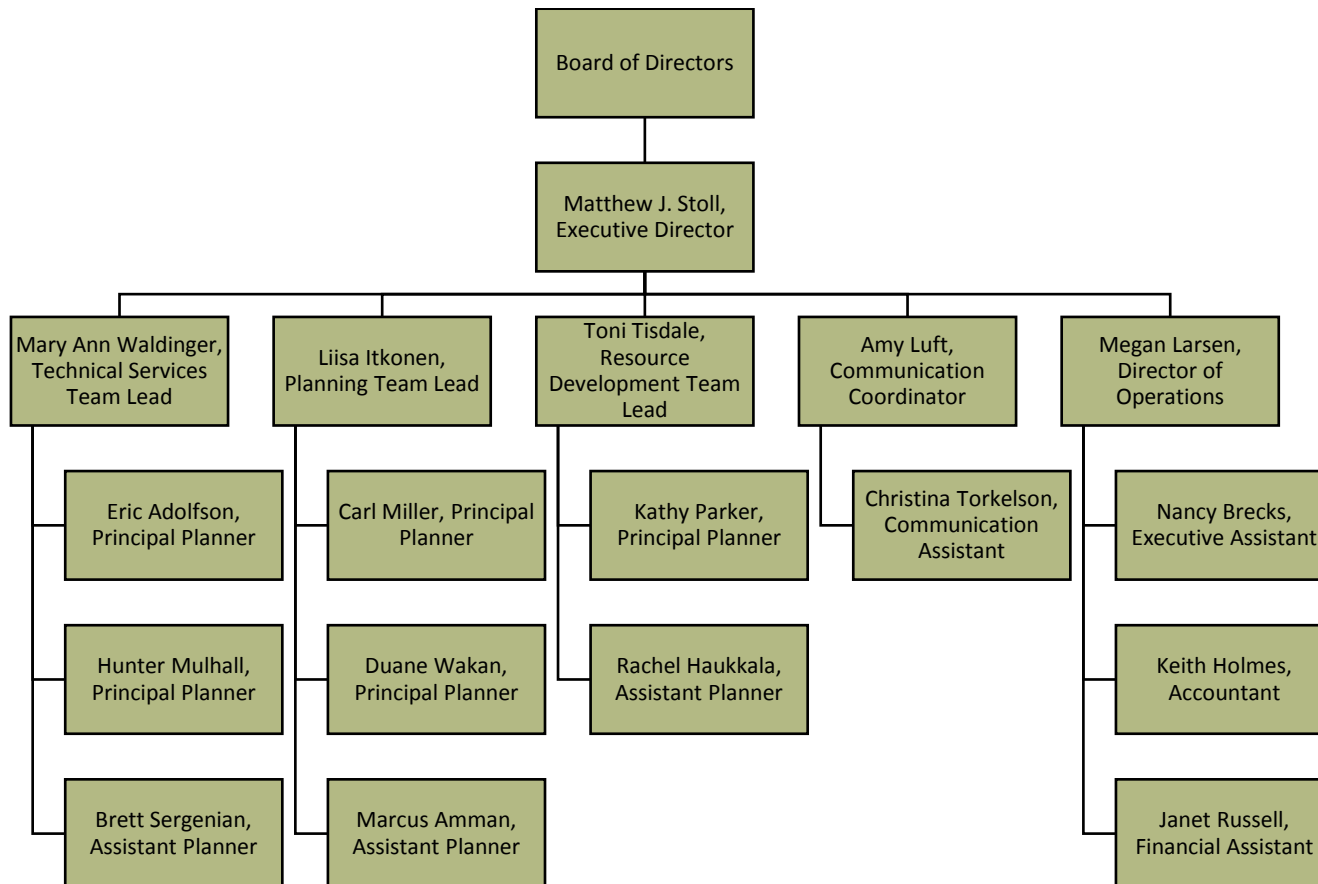 Board of Directors
Matthew J. Stoll,
Executive Director
Mary Ann Waldinger,
Technical Services
Team Lead
Liisa Itkonen,
Planning Team Lead
Toni Tisdale,
Resource
Development Team
Lead
Amy Luft,
Communication
Coordinator
Megan Larsen,
Director of
Operations
Eric Adolfson,
Principal Planner
Carl Miller, Principal
Planner
Kathy Parker,
Principal Planner
Christina Torkelson,
Communication
Assistant
Nancy Brecks,
Executive Assistant
Hunter Mulhall,
Principal Planner
Duane Wakan,
Principal Planner
Rachel Haukkala,
Assistant Planner
Keith Holmes,
Accountant
Brett Sergenian,
Assistant Planner
Marcus Amman,
Assistant Planner
Janet Russell,
Financial Assistant